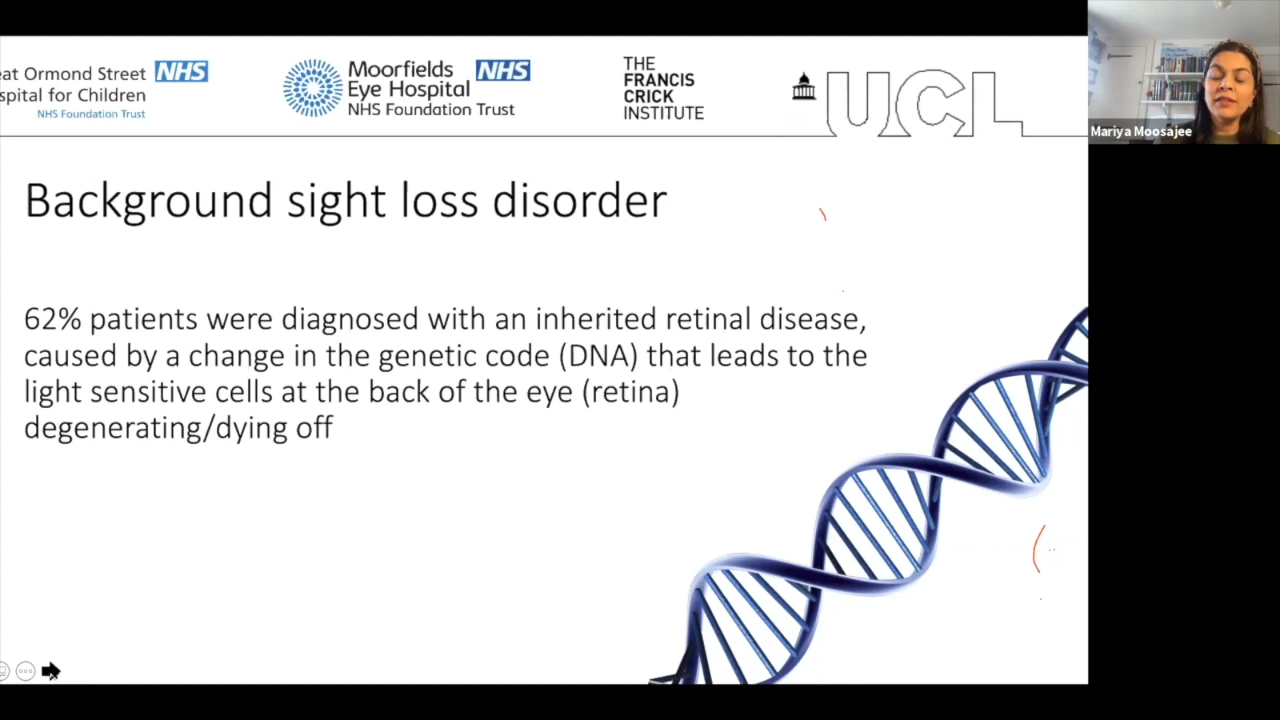 eat Ormond Street NHS
spital for Children
NHS Foundation Trust
Moorfields NHS
Eye Hospital
NHS Foundation Trust
THE
FRANCIS
CRICK
INSTITUTE
UCL
Mariya Moosajee
Background sight loss disorder
62% patients were diagnosed with an inherited retinal disease,
caused by a change in the genetic code (DNA) that leads to the
light sensitive cells at the back of the eye (retina)
degenerating/dying off